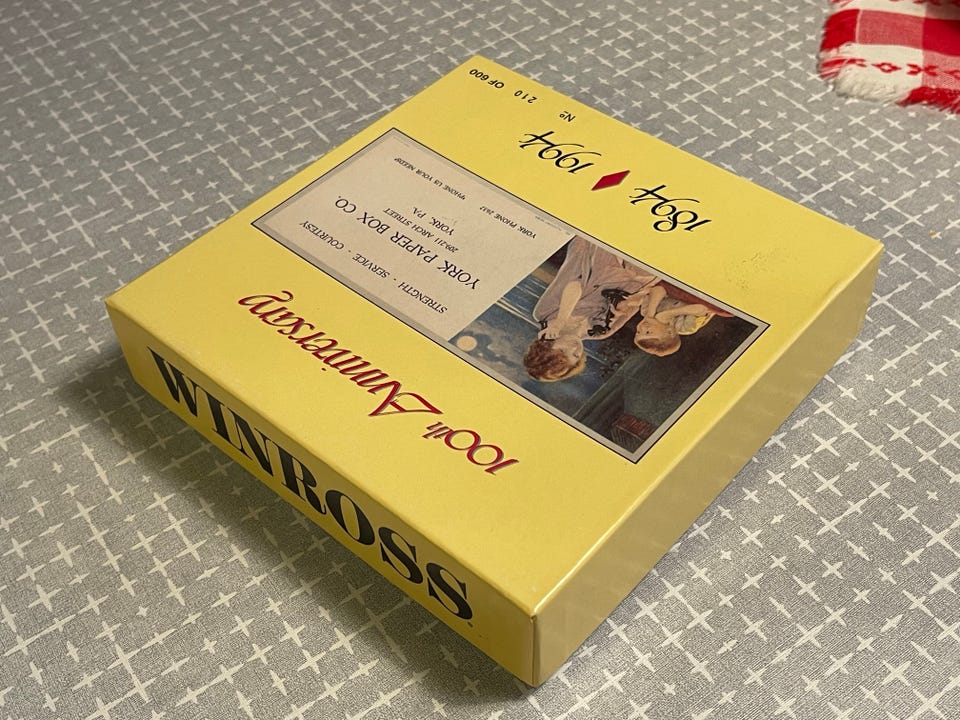 100th Anniversary
STRENGTH - SERVICE - COURTESY
YORK PAPER BOX CO.
209-211 ARCH STREET
YORK, PA.
YORK PHONE 2637
"PHONE US YOUR NEEDS"
1894 ♦ 1994
Nº 210 OF 600
WINROSS